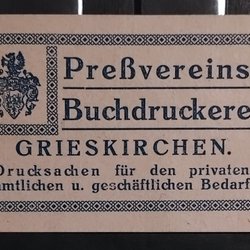 Preßvereins
Buchdruckere
GRIESKIRCHEN.
Drucksachen für den privaten
amtlichen u. geschäftlichen Bedarf